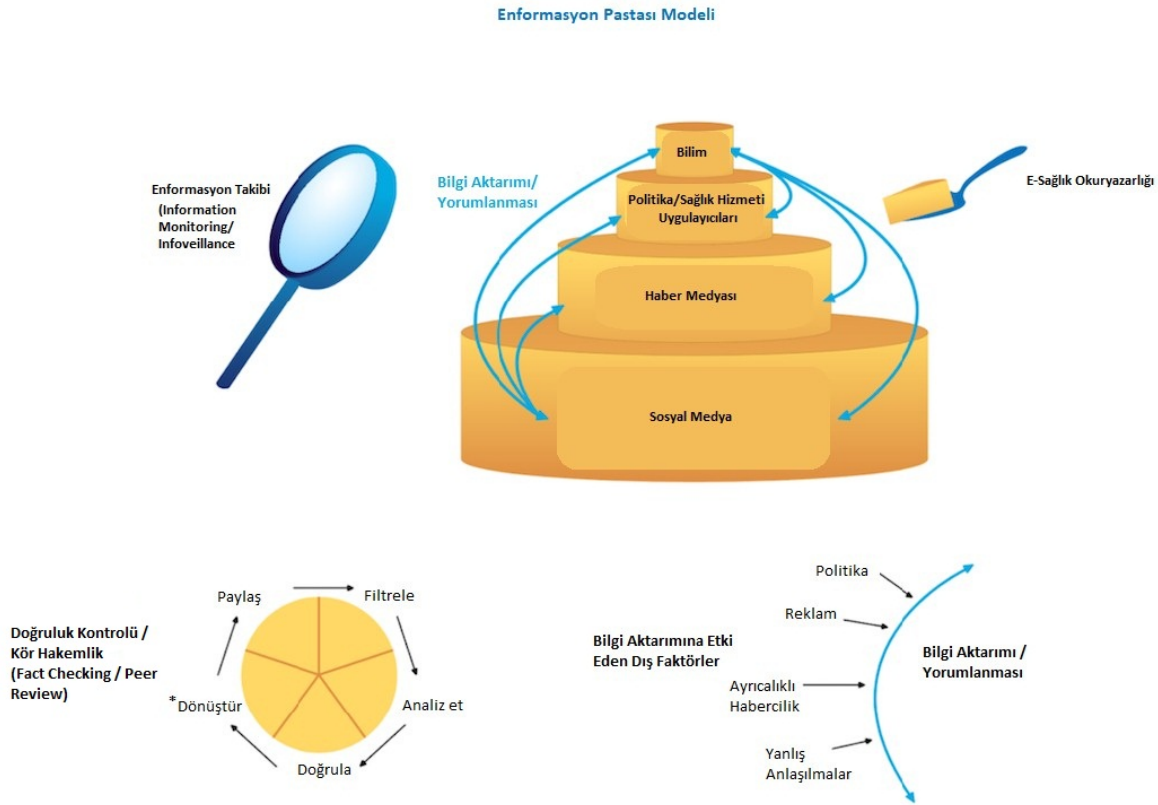 Enformasyon Pastası Modeli
Enformasyon Takibi
(Information
Monitoring/
Infoveillance
Bilgi Aktarımı/
Yorumlanması
Bilim
Politika/Sağlık Hizmeti
Uygulayıcıları
Haber Medyası
Sosyal Medya
E-Sağlık Okuryazarlığı
Doğruluk Kontrolü /
Kör Hakemlik
(Fact Checking / Peer
Review)
Paylaş
Filtrele
Analiz et
Doğrula
*Dönüştür
Bilgi Aktarımına Etki
Eden Dış Faktörler
Politika
Reklam
Ayrıcalıklı
Habercilik
Yanlış
Anlaşılmalar
Bilgi Aktarımı /
Yorumlanması